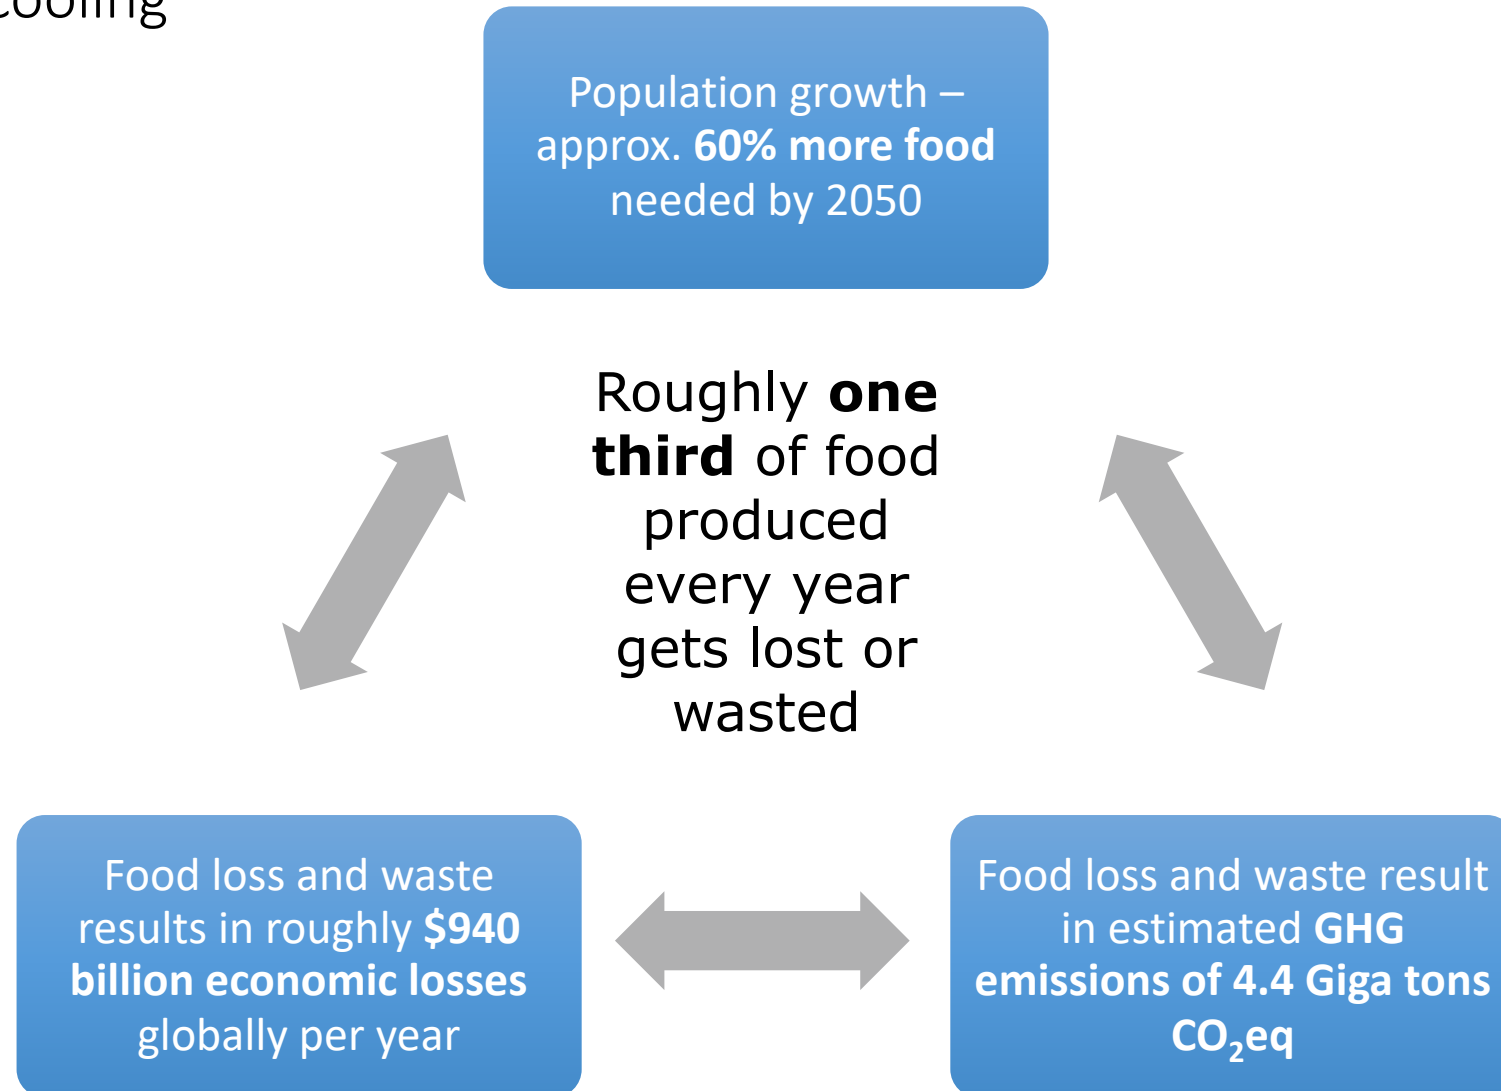 cooling
Population growth –
approx. 60% more food
needed by 2050
Roughly one
third of food
produced
every year
gets lost or
wasted
Food loss and waste
results in roughly $940
billion economic losses
globally per year
Food loss and waste result
in estimated GHG
emissions of 4.4 Giga tons
CO₂eq